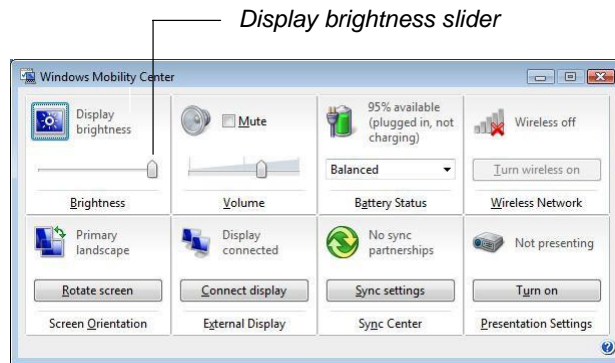 Display brightness slider
Windows Mobility Center
Display
brightness
Mute
95% available
(plugged in, not
charging)
Wireless off
Balanced
Turn wireless on
Brightness
Volume
Battery Status
Wireless Network
Primary
landscape
Display
connected
No sync
partnerships
Not presenting
Rotate screen
Connect display
Sync settings
Turn on
Screen Orientation
External Display
Sync Center
Presentation Settings